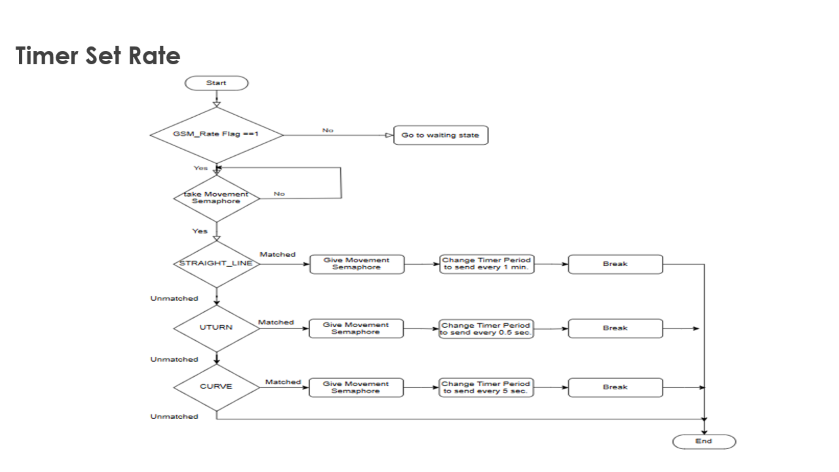 Timer Set Rate
Start
GSM_Rate Flag ==1
No
Go to waiting state
Yes
take Movement
Semaphore
No
Yes
STRAIGHT_LINE
Matched
Give Movement
Semaphore
Change Timer Period
to send every 1 min.
Break
Unmatched
UTURN
Matched
Give Movement
Semaphore
Change Timer Period
to send every 0.5 sec.
Break
Unmatched
CURVE
Matched
Give Movement
Semaphore
Change Timer Period
to send every 5 sec.
Break
Unmatched
End